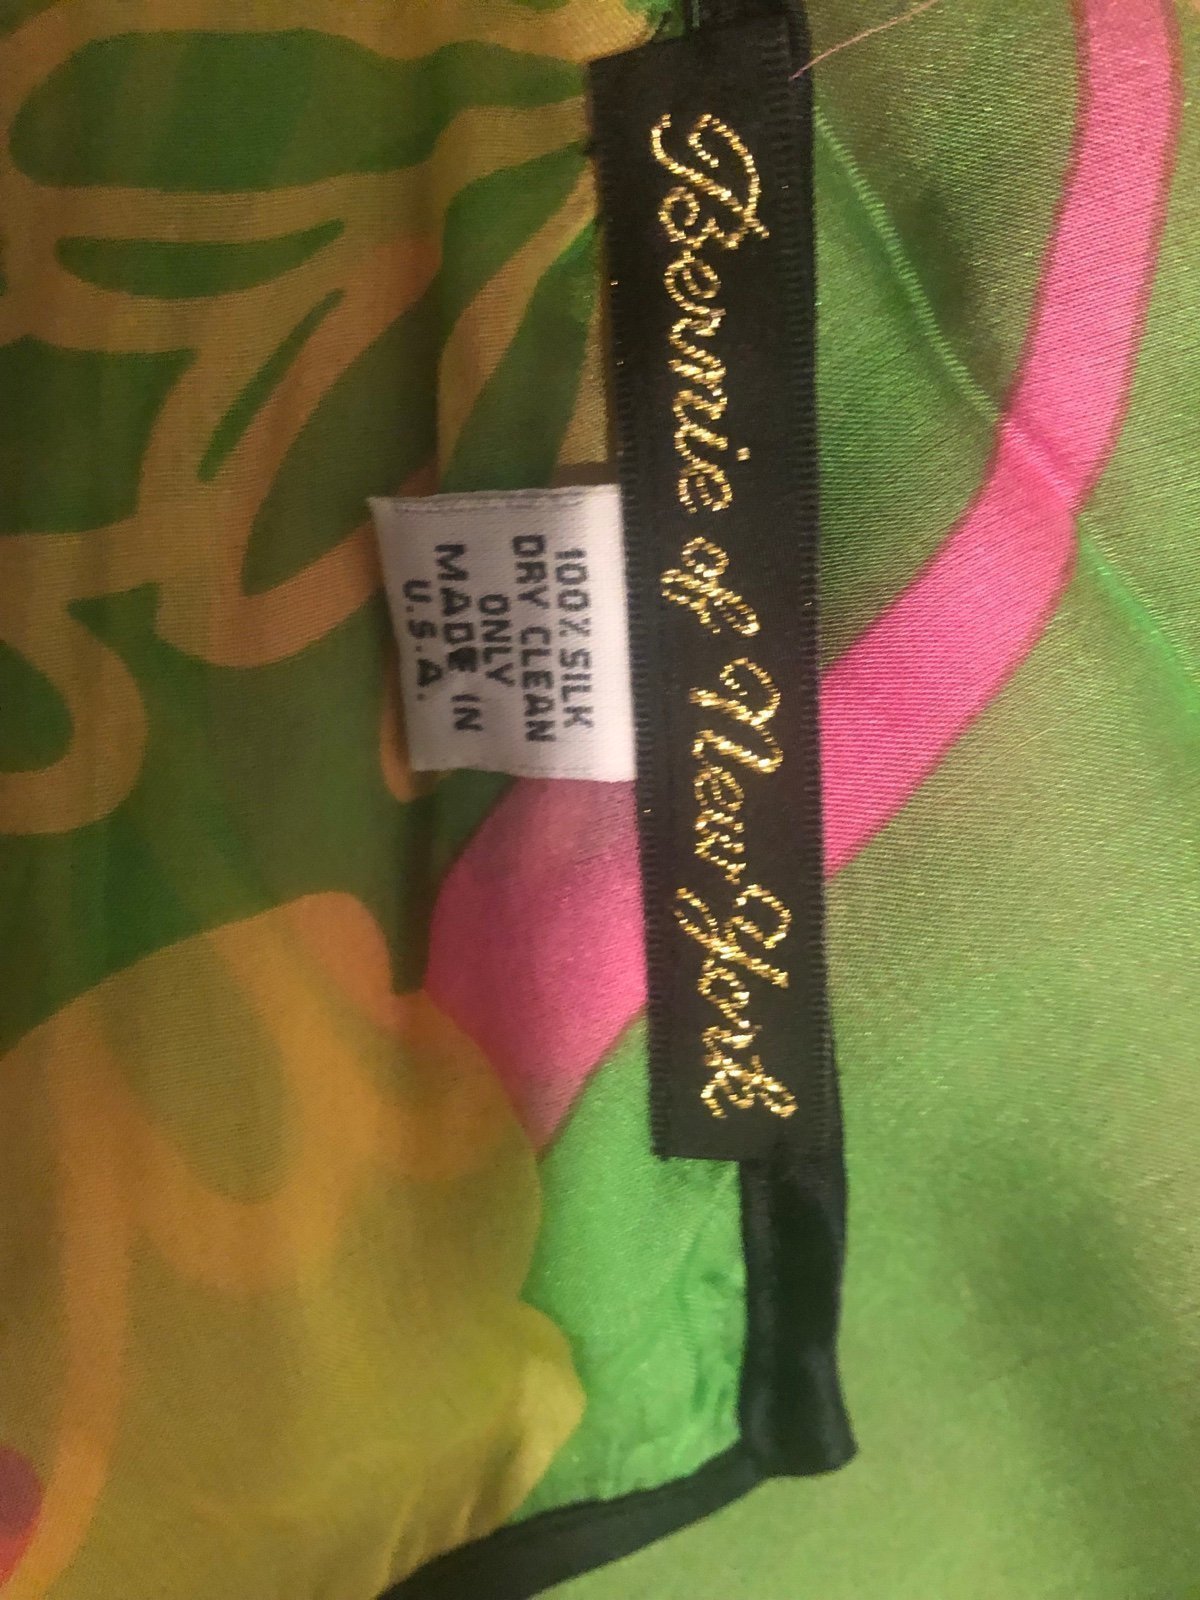 Bernie of New York
100% SILK
DRY CLEAN
ONLY
MADE IN
U.S.A.